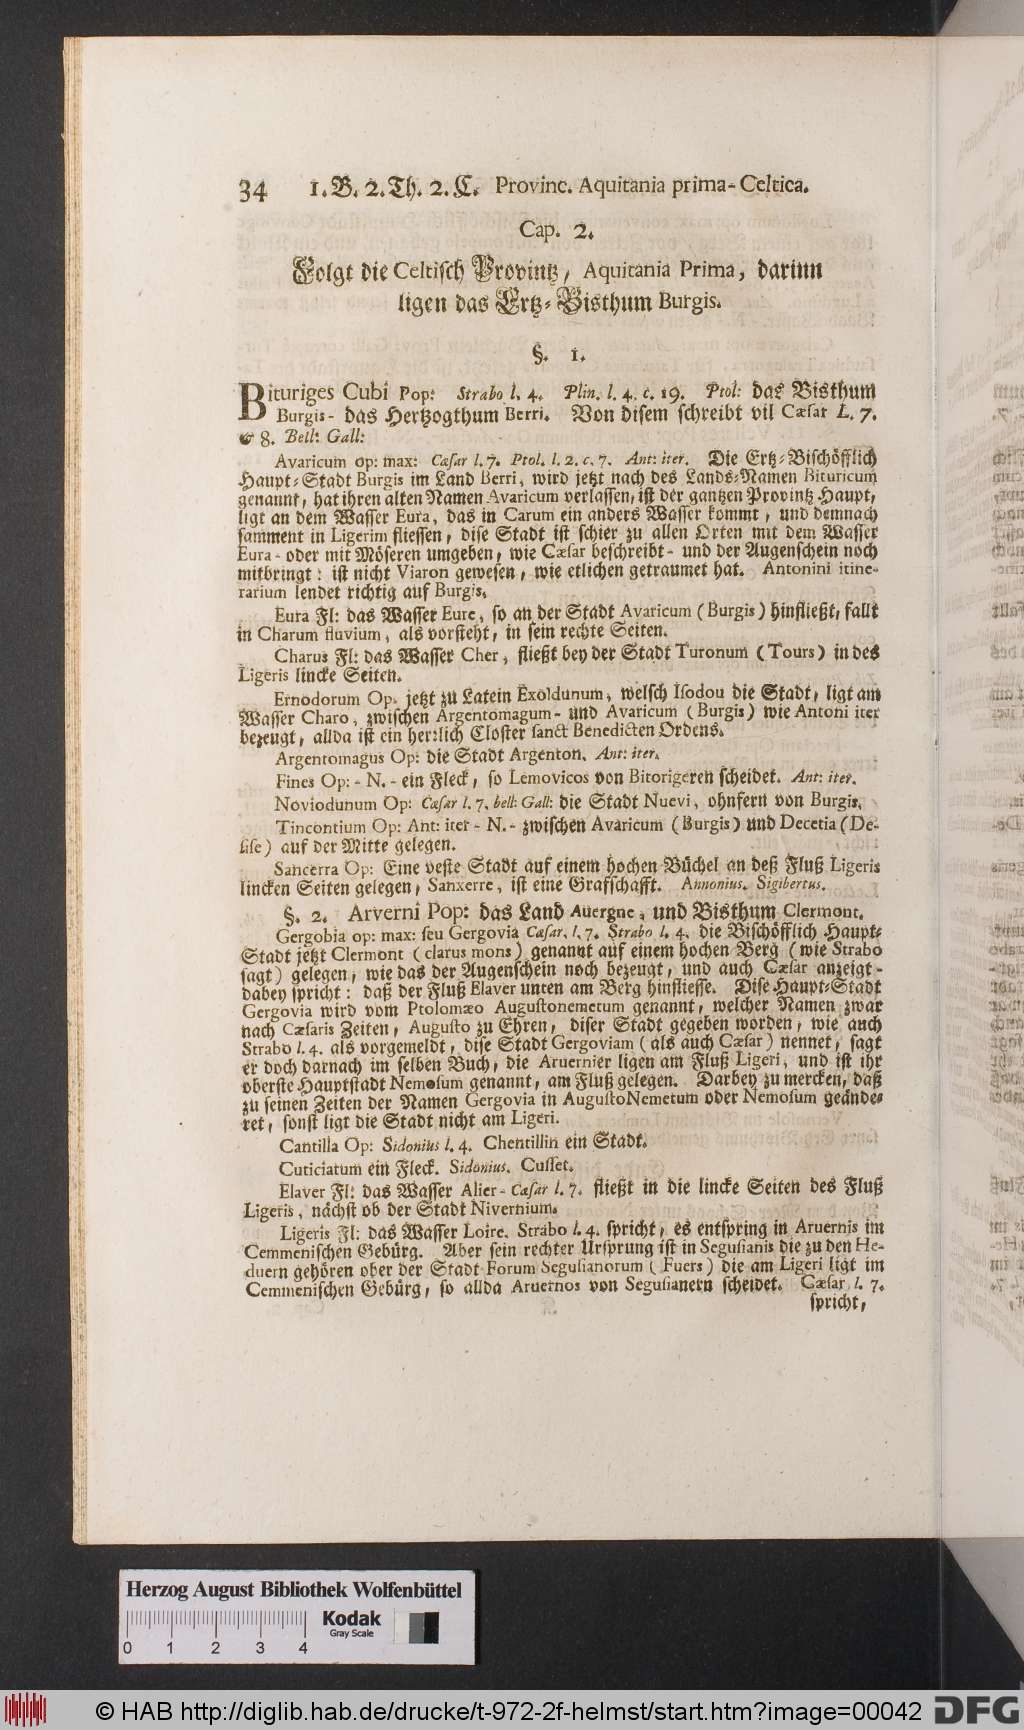 34 1. B. 2. Th. 2. C. Provinc. Aquitania prima-Celtica.
Cap. 2.
Folgt die Celtisch Provintz, Aquitania Prima, darinn
ligen das Ertz-Bisthum Burgis.
§. 1.
Bituriges Cubi Pop: Strabo l. 4. Plin. l. 4. c. 19. Ptol: das Bisthum
Burgis- das Hertzogthum Berri. Von disem schreibt vil Cæsar L. 7.
& 8. Bell: Gall:
Avaricum op: max: Cæsar l. 7. Ptol. l. 2. c. 7. Ant: iter. Die Ertz-Bischöfflich
Haupt-Stadt Burgis im Land Berri, wird jetzt nach des Lands-Namen Bituricum
genannt, hat ihren alten Namen Avaricum verlassen, ist der gantzen Provintz Haupt,
ligt an dem Wasser Eura, das in Carum ein anders Wasser kommt, und demnach
samment in Ligerim fliessen, dise Stadt ist schier zu allen Orten mit dem Wasser
Eura- oder mit Möseren umgeben, wie Cæsar beschreibt- und der Augenschein noch
mitbringt: ist nicht Viaron gewesen, wie etlichen getraumet hat. Antonini itine-
rarium lendet richtig auf Burgis.
Eura Fl: das Wasser Eure, so an der Stadt Avaricum (Burgis) hinfließt, fallt
in Charum fluvium, als vorsteht, in sein rechte Seiten.
Charus Fl: das Wasser Cher, fließt bey der Stadt Turonum (Tours) in des
Ligeris lincke Seiten.
Ernodorum Op. jetzt zu Latein Exoldunum, welsch Isodou die Stadt, ligt am
Wasser Charo, zwischen Argentomagum- und Avaricum (Burgis) wie Antoni iter
bezeugt, allda ist ein herrlich Closter sanct Benedicten Ordens.
Argentomagus Op: die Stadt Argenton. Ant: iter.
Fines Op: - N. - ein Fleck, so Lemovicos von Bitorigeren scheidet. Ant: iter.
Noviodunum Op: Cæsar l. 7. bell: Gall: die Stadt Nuevi, ohnfern von Burgis.
Tincontium Op: Ant: iter - N. - zwischen Avaricum (Burgis) und Decetia (De-
sise) auf der Mitte gelegen.
Sancerra Op: Eine veste Stadt auf einem hohen Büchel an deß Fluß Ligeris
lincken Seiten gelegen, Sanxerre, ist eine Grafschafft. Annonius. Sigibertus.
§. 2. Arverni Pop: das Land Auergne, und Bisthum Clermont.
Gergobia op: max: seu Gergovia Cæsar. l. 7. Strabo l. 4. die Bischöfflich Haupt-
Stadt jetzt Clermont (clarus mons) genannt auf einem hochen Berg (wie Strabo
sagt) gelegen, wie das der Augenschein noch bezeugt, und auch Cæsar anzeigt-
dabey spricht: daß der Fluß Elaver unten am Berg hinfliesse. Dise Haupt-Stadt
Gergovia wird vom Ptolomæo Augustonemetum genannt, welcher Namen zwar
nach Cæsaris Zeiten, Augusto zu Ehren, diser Stadt gegeben worden, wie auch
Strabo l. 4. als vorgemeldt, dise Stadt Gergoviam (als auch Cæsar) nennet, sagt
er doch darnach im selben Buch, die Aruernier ligen am Fluß Ligeri, und ist ihr
oberste Hauptstadt Nemosum genannt, am Fluß gelegen. Darbey zu mercken, daß
zu seinen Zeiten der Namen Gergovia in Augusto Nemetum oder Nemosum geände-
ret, sonst ligt die Stadt nicht am Ligeri.
Cantilla Op: Sidonius l. 4. Chentillin ein Stadt.
Cuticiatum ein Fleck. Sidonius. Cusset.
Elaver Fl: das Wasser Alier- Cæsar l. 7. fließt in die lincke Seiten des Fluß
Ligeris, nächst ob der Stadt Nivernium.
Ligeris Fl: das Wasser Loire. Strabo l. 4. spricht, es entspring in Aruernis im
Cemmenischen Gebürg. Aber sein rechter Ursprung ist in Segusianis die zu den He-
duern gehören ober der Stadt Forum Segusianorum (Fuers) die am Ligeri ligt im
Cemmenischen Gebürg, so allda Aruernos von Segusianern scheidet. Cæsar l. 7.
spricht,
Herzog August Bibliothek Wolfenbüttel
Kodak
Gray Scale
0 1 2 3 4
© HAB http://diglib.hab.de/drucke/t-972-2f-helmst/start.htm?image=00042 DFG